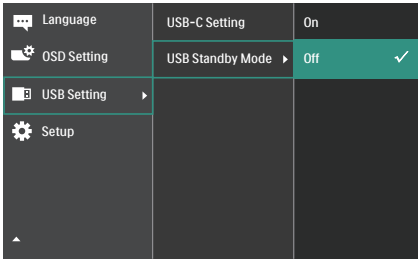 Language
OSD Setting
USB Setting
Setup
USB-C Setting
USB Standby Mode
On
Off